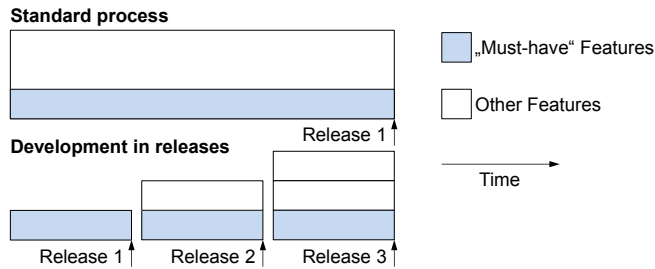 Standard process
„Must-have“ Features
Other Features
Release 1
Development in releases
Time
Release 1
Release 2
Release 3